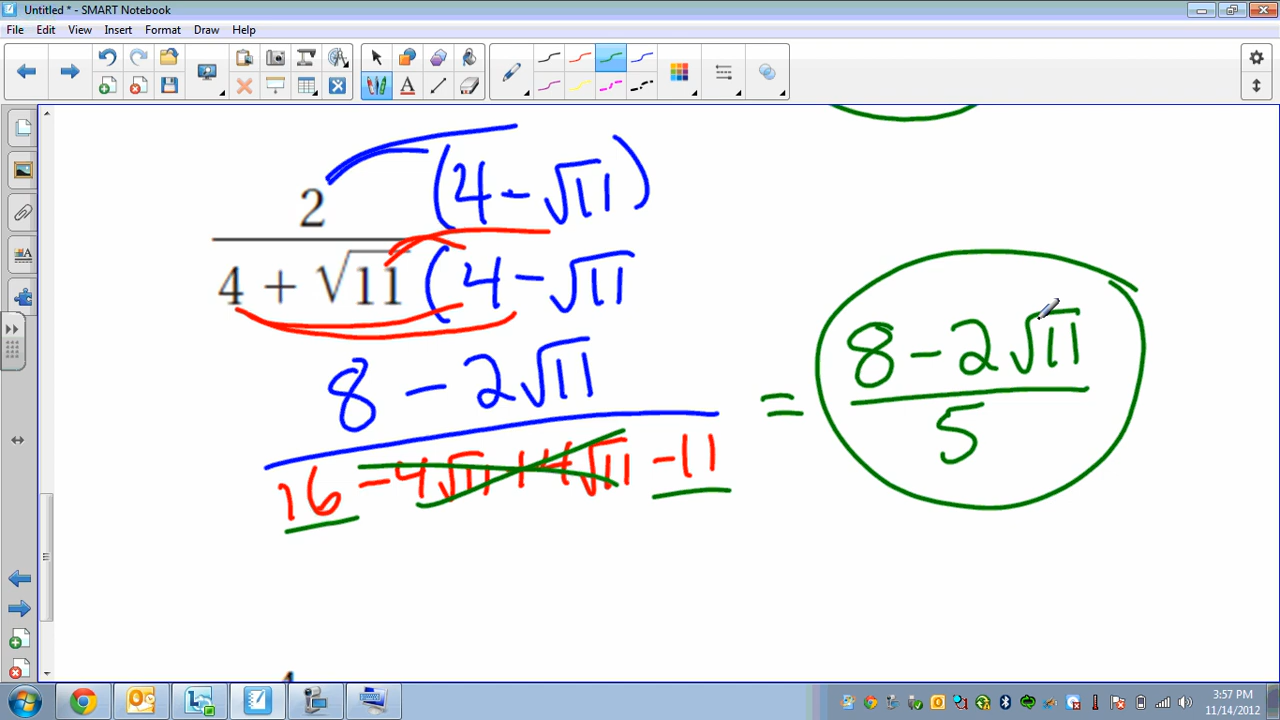 Untitled * - SMART Notebook
File Edit View Insert Format Draw Help
2 (4 - √11)
4 + √11 (4 - √11
8 - 2√11
16 - 4√11 + 4√11 - 11
=
8 - 2√11
5
3:57 PM
11/14/2012